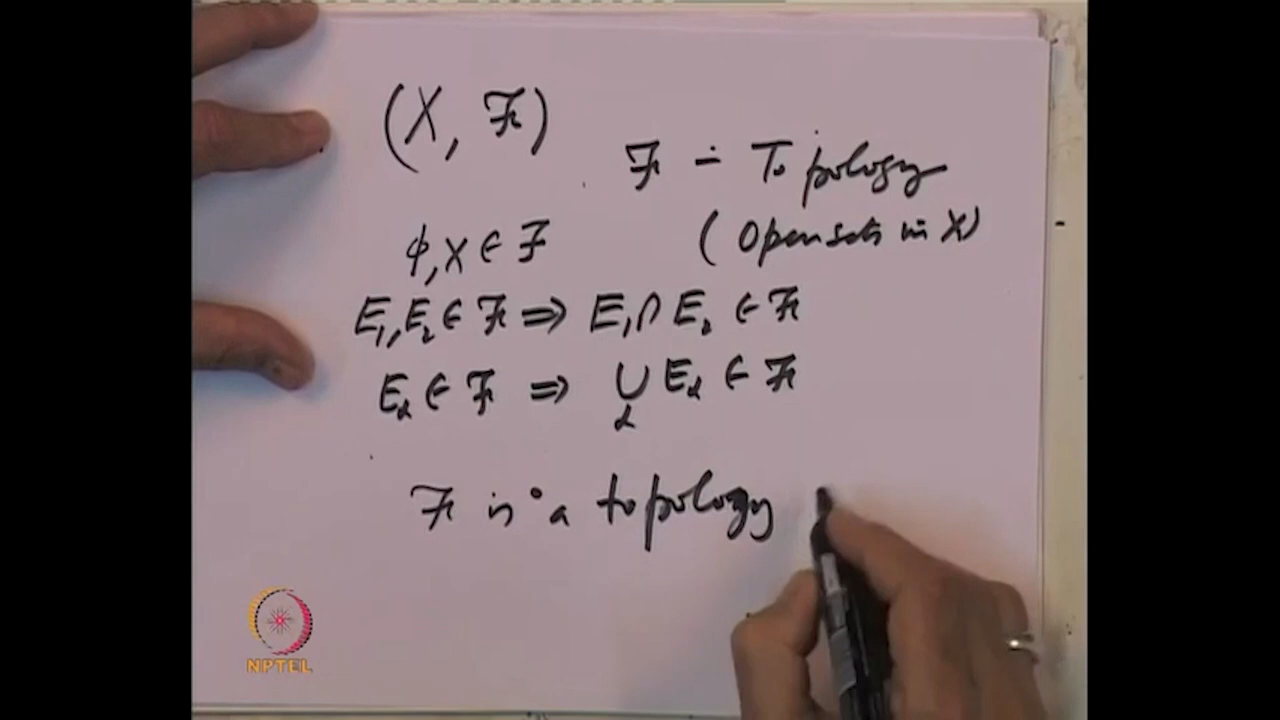 (X, ℱ)
ℱ ÷ Topology
(Open sets in X)
ϕ, X ∈ ℱ
E₁, E₂ ∈ ℱ ⇒ E₁ ∩ E₂ ∈ ℱ
E_α ∈ ℱ ⇒ ∪_α E_α ∈ ℱ
ℱ is a topology
NPTEL